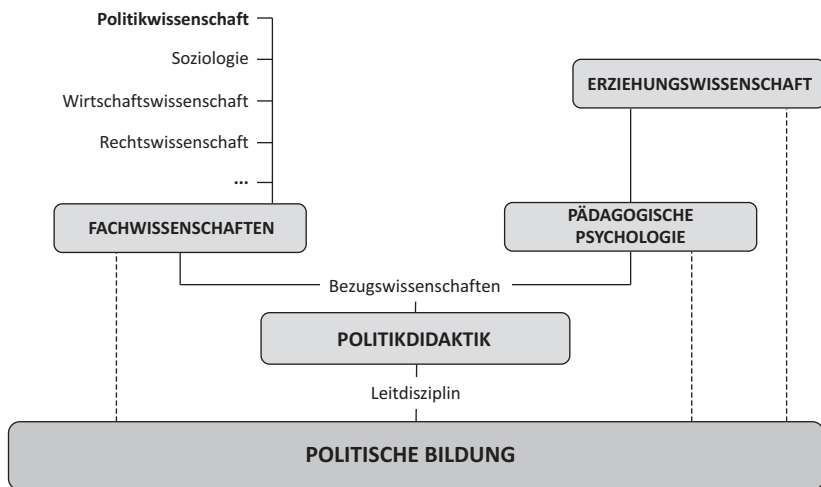 Politikwissenschaft
Soziologie
Wirtschaftswissenschaft
Rechtswissenschaft
...
FACHWISSENSCHAFTEN
ERZIEHUNGSWISSENSCHAFT
PÄDAGOGISCHE
PSYCHOLOGIE
Bezugswissenschaften
POLITIKDIDAKTIK
Leitdisziplin
POLITISCHE BILDUNG